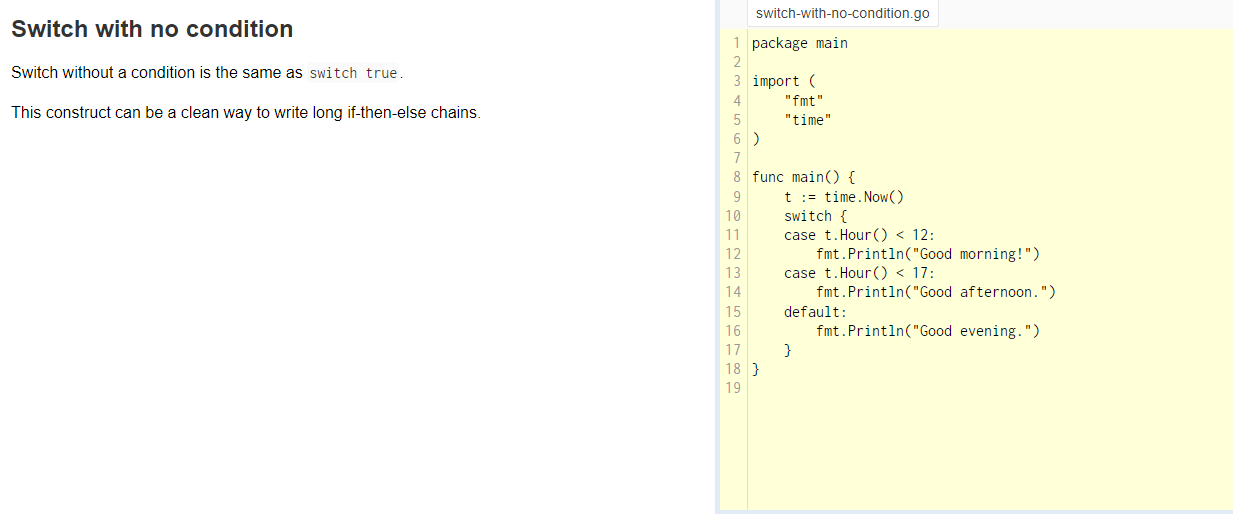 Switch with no condition
Switch without a condition is the same as switch true.
This construct can be a clean way to write long if-then-else chains.
switch-with-no-condition.go
1 package main
2
3 import (
4     "fmt"
5     "time"
6 )
7
8 func main() {
9     t := time.Now()
10     switch {
11     case t.Hour() < 12:
12         fmt.Println("Good morning!")
13     case t.Hour() < 17:
14         fmt.Println("Good afternoon.")
15     default:
16         fmt.Println("Good evening.")
17     }
18 }
19